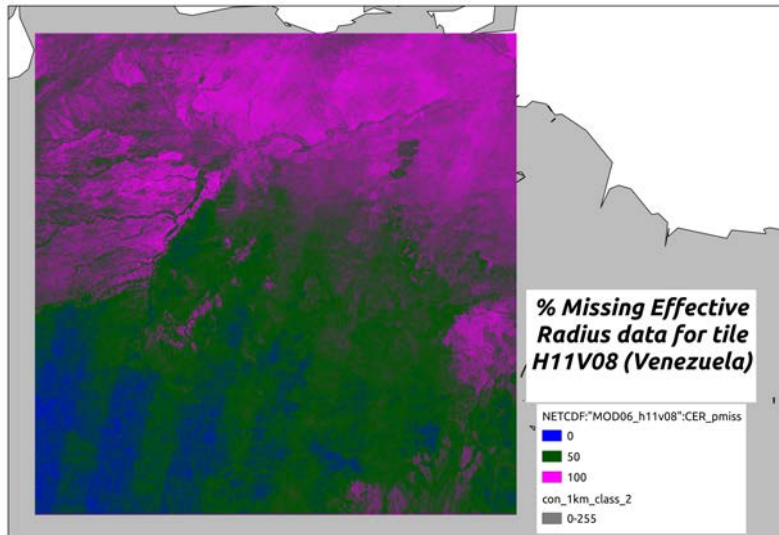 % Missing Effective
Radius data for tile
H11V08 (Venezuela)
NETCDF:"MOD06_h11v08":CER_pmiss
0
50
100
con_1km_class_2
0-255